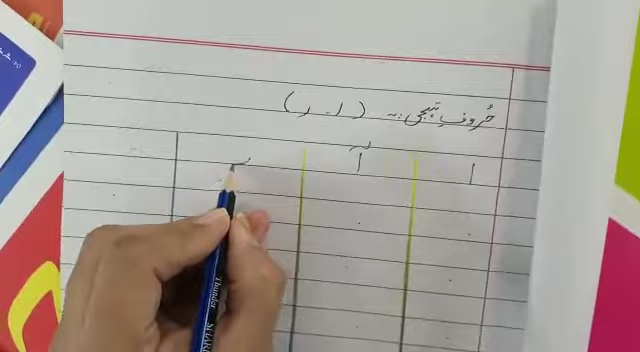 حُروفِ تہجی :۔ (ا۔ ر)
ا آ
Thunder